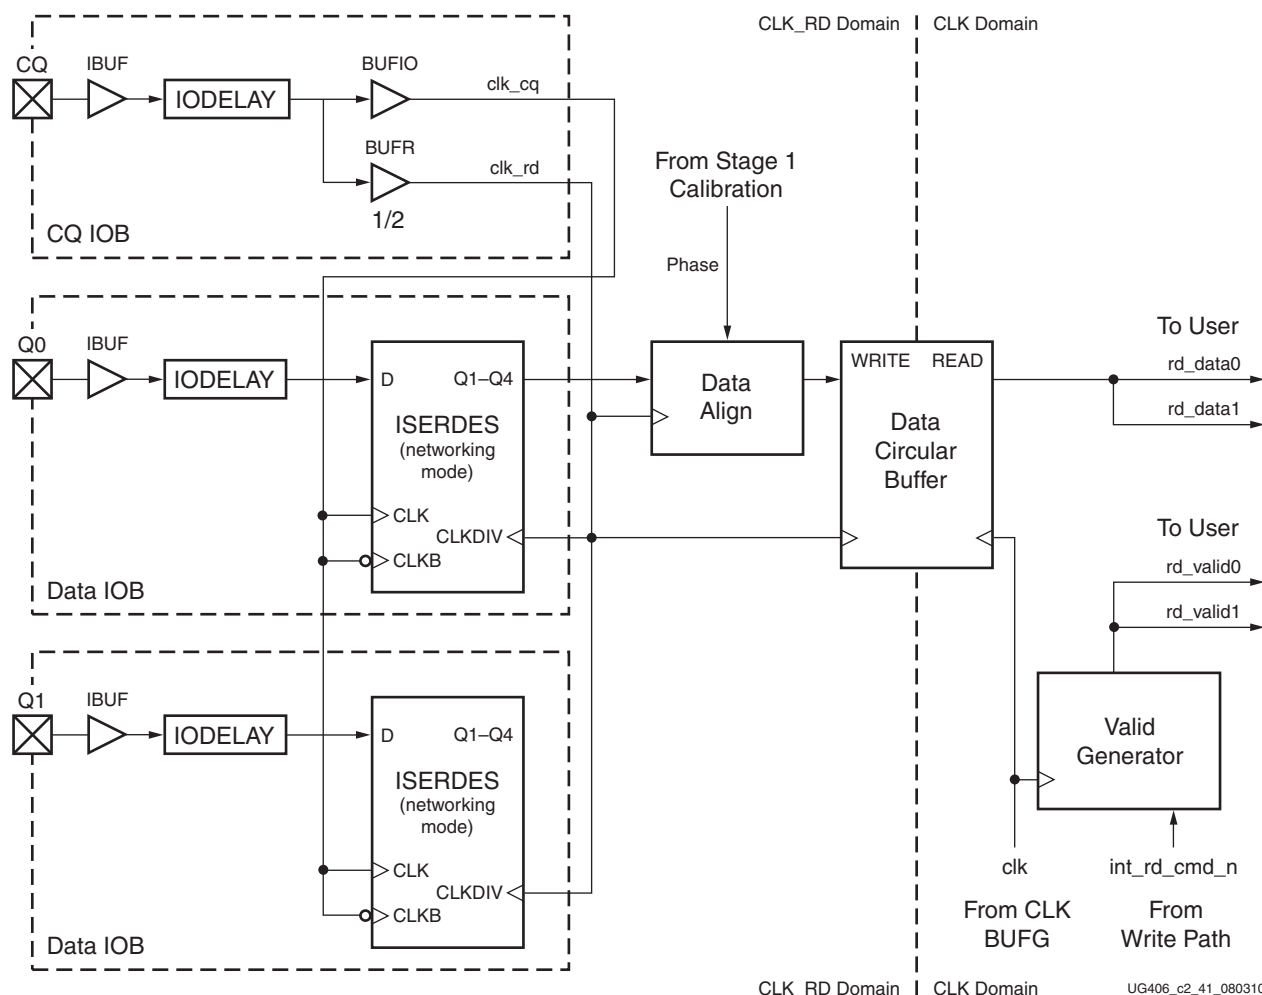 CLK_RD Domain
CLK Domain
CQ
IBUF
IODELAY
BUFIO
clk_cq
BUFR
1/2
clk_rd
CQ IOB
From Stage 1
Calibration
Phase
Q0
IBUF
IODELAY
D
Q1–Q4
ISERDES
(networking
mode)
CLK
CLKDIV
CLKB
Data IOB
Data
Align
WRITE
READ
Data
Circular
Buffer
To User
rd_data0
rd_data1
To User
rd_valid0
rd_valid1
Q1
IBUF
IODELAY
D
Q1–Q4
ISERDES
(networking
mode)
CLK
CLKDIV
CLKB
Data IOB
Valid
Generator
clk
From CLK
BUFG
int_rd_cmd_n
From
Write Path
CLK_RD Domain
CLK Domain
UG406_c2_41_080310